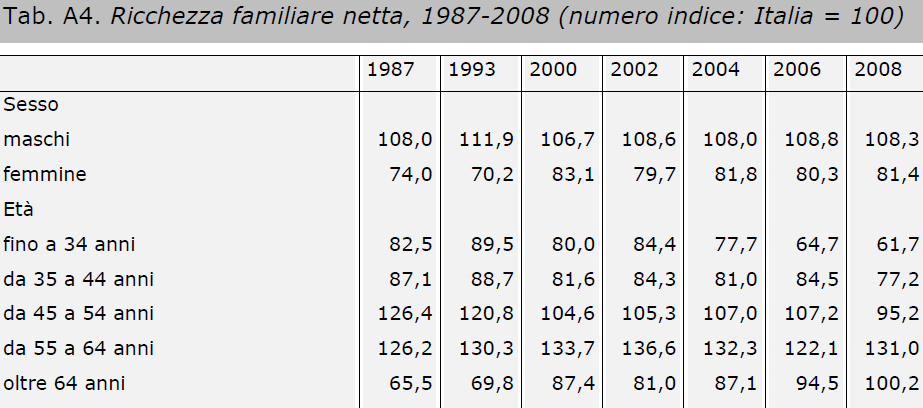 Tab. A4. Ricchezza familiare netta, 1987-2008 (numero indice: Italia = 100)
1987 1993 2000 2002 2004 2006 2008
Sesso
maschi 108,0 111,9 106,7 108,6 108,0 108,8 108,3
femmine 74,0 70,2 83,1 79,7 81,8 80,3 81,4
Età
fino a 34 anni 82,5 89,5 80,0 84,4 77,7 64,7 61,7
da 35 a 44 anni 87,1 88,7 81,6 84,3 81,0 84,5 77,2
da 45 a 54 anni 126,4 120,8 104,6 105,3 107,0 107,2 95,2
da 55 a 64 anni 126,2 130,3 133,7 136,6 132,3 122,1 131,0
oltre 64 anni 65,5 69,8 87,4 81,0 87,1 94,5 100,2